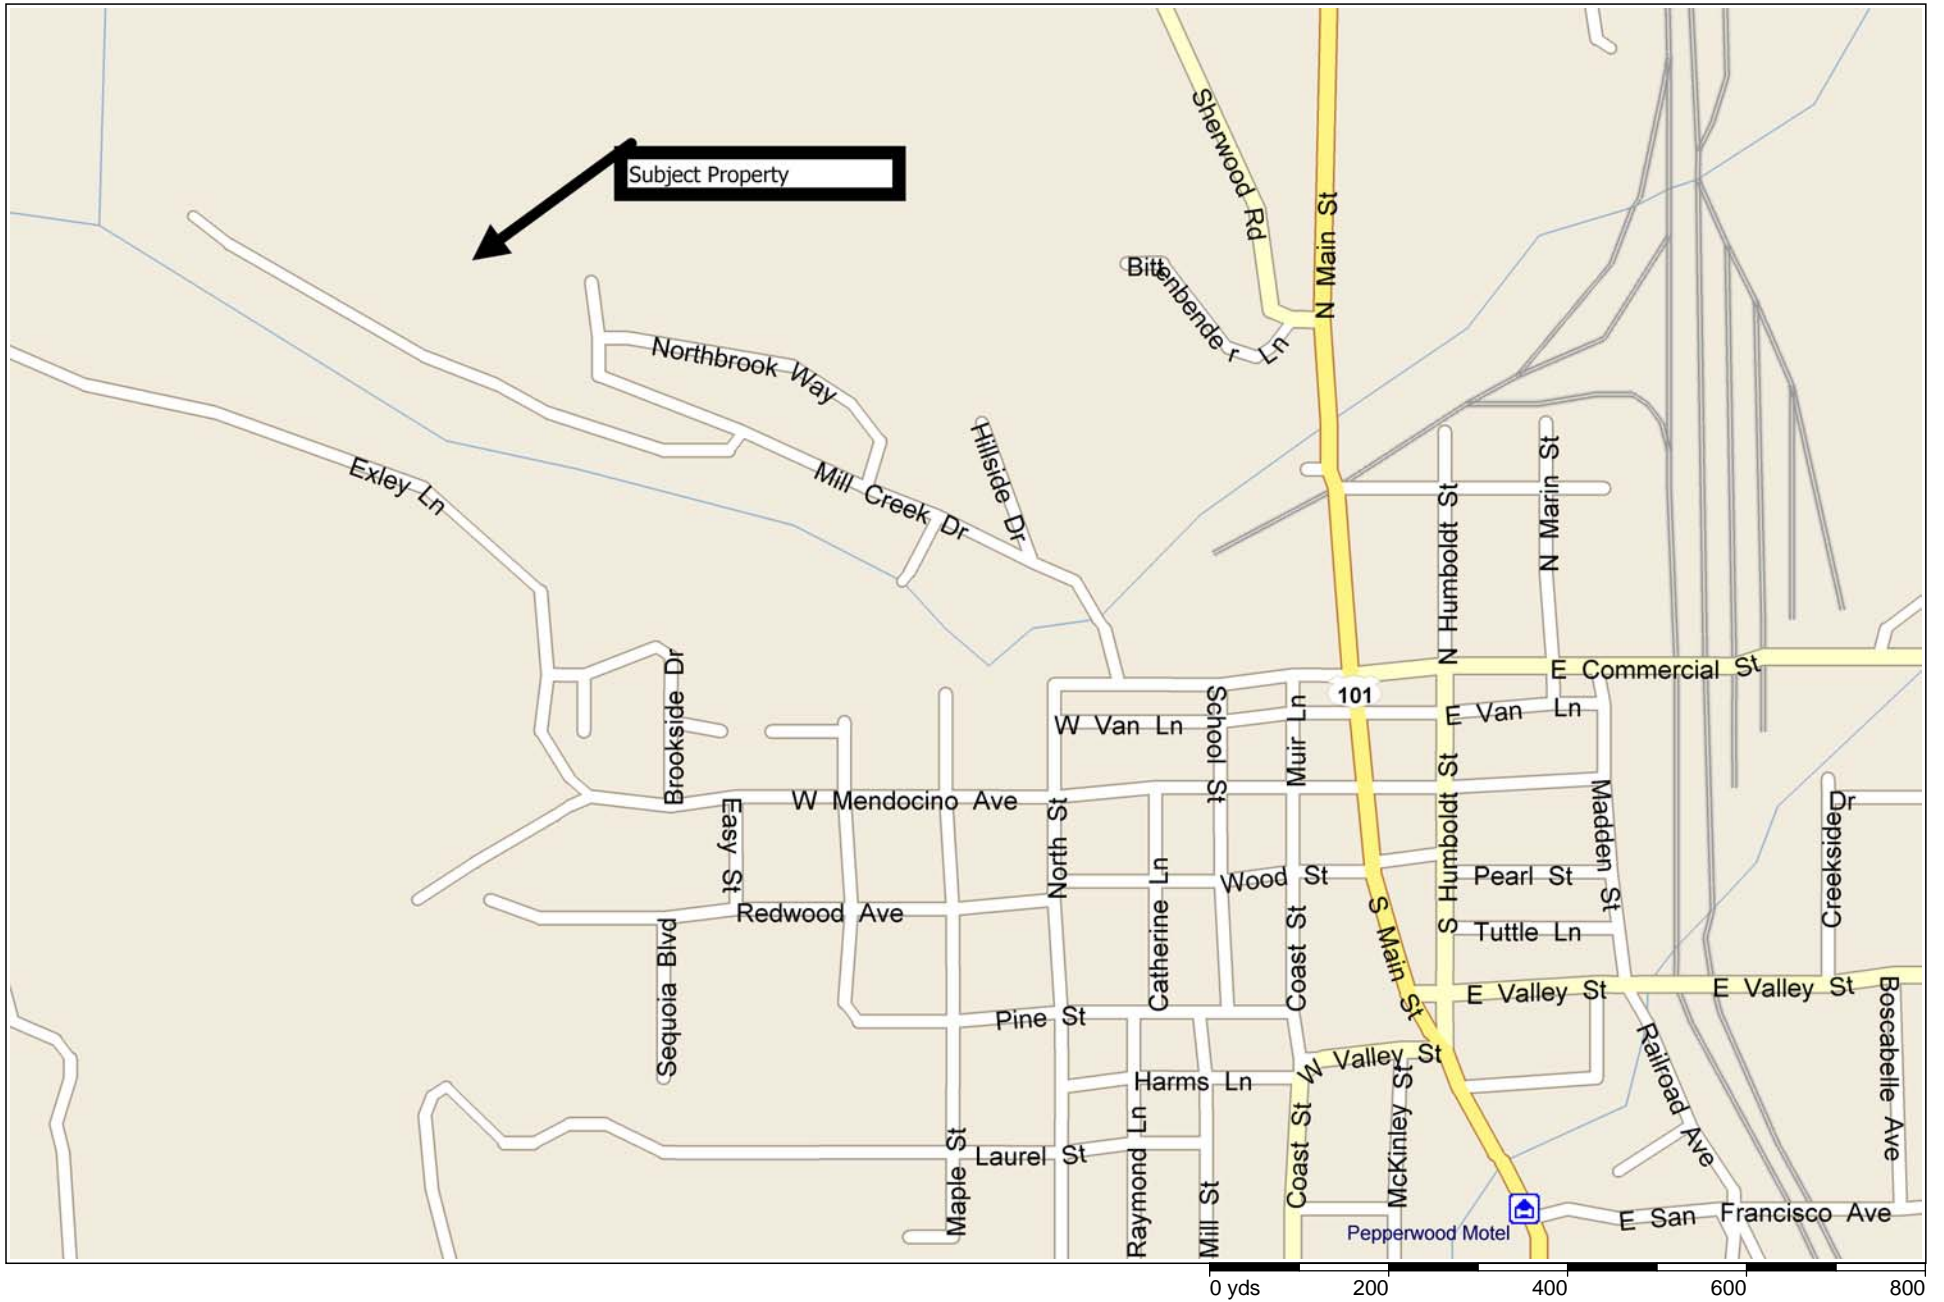 Sherwood Rd
Subject Property
N Main St
Bittenbender Ln
Northbrook Way
Hillside Dr
N Marin St
Exley Ln
Mill Creek Dr
N Humboldt St
E Commercial St
Brookside Dr
School St
Muir Ln
101
W Van Ln
E Van Ln
W Mendocino Ave
Easy St
North St
S Humboldt St
Madden St
Creekside Dr
Wood St
Pearl St
Catherine Ln
Redwood Ave
Coast St
S Main St
Tuttle Ln
Sequoia Blvd
E Valley St
E Valley St
Boscabelle Ave
Pine St
Railroad Ave
W Valley St
Harms Ln
McKinley St
Coast St
Laurel St
Maple St
Raymond Ln
Mill St
E San Francisco Ave
Pepperwood Motel
0 yds 200 400 600 800